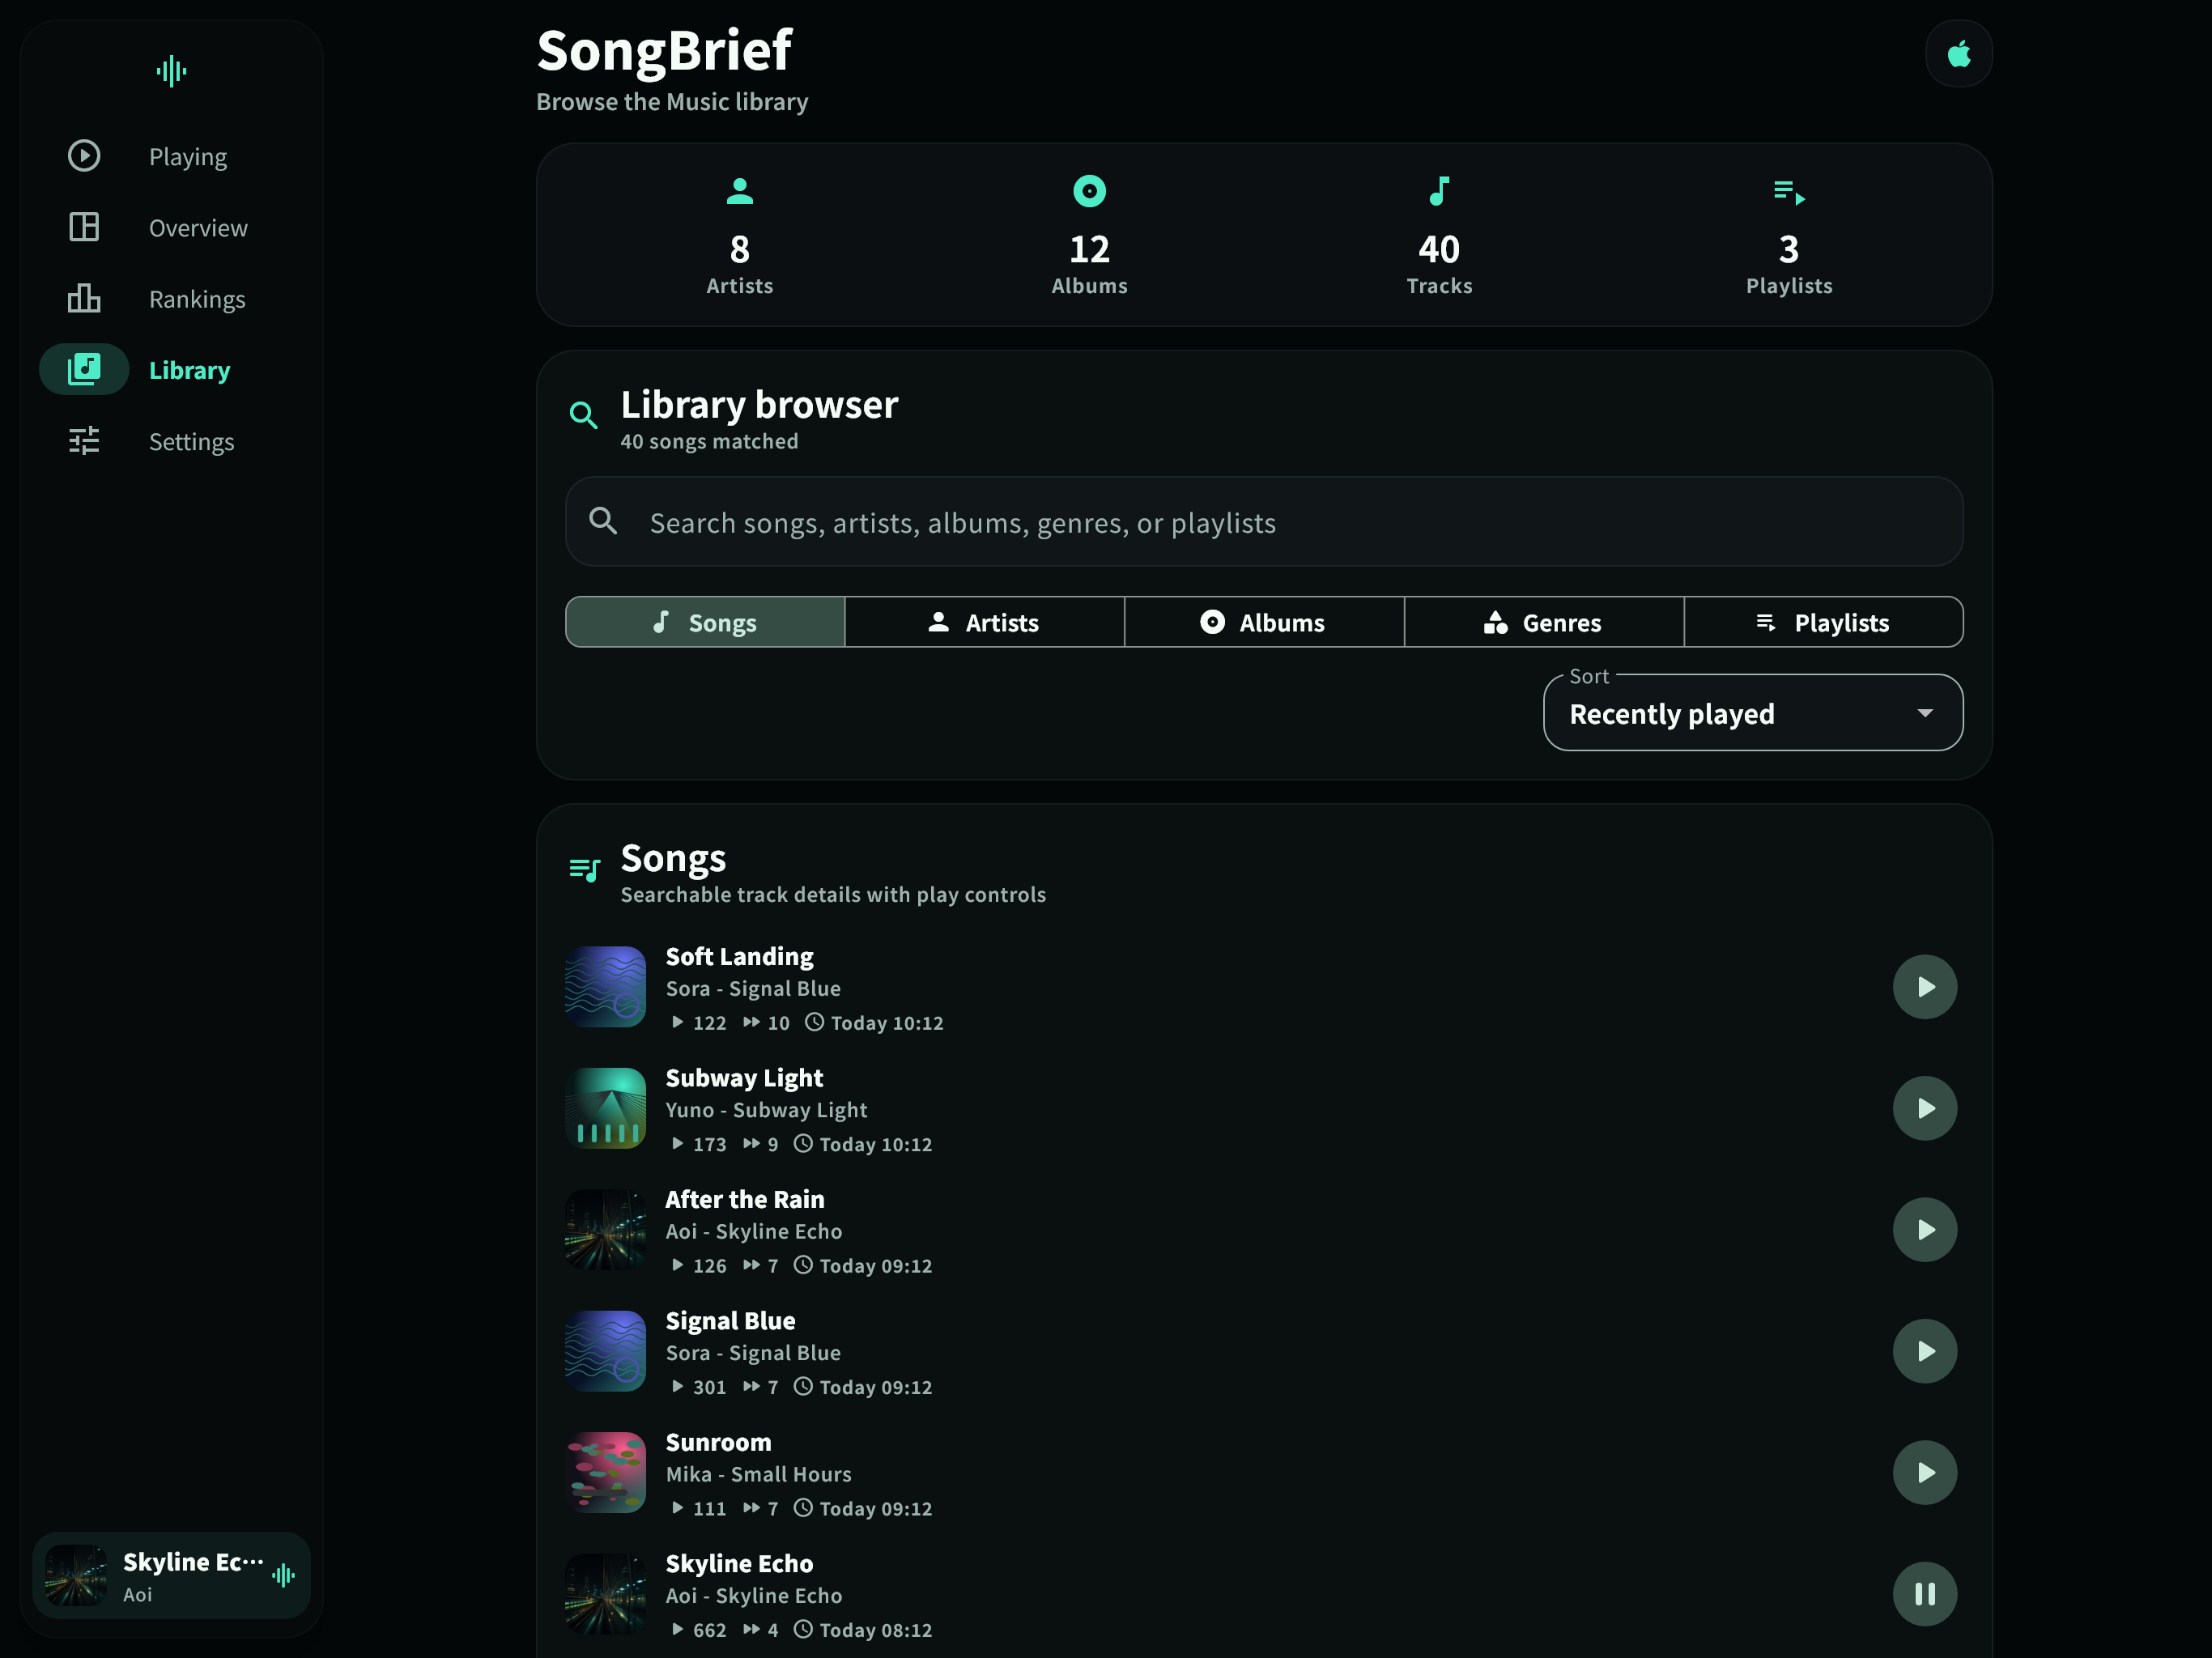 SongBrief
Browse the Music library
Playing
Overview
Rankings
Library
Settings
8
Artists
12
Albums
40
Tracks
3
Playlists
Library browser
40 songs matched
Search songs, artists, albums, genres, or playlists
Songs
Artists
Albums
Genres
Playlists
Sort
Recently played
Songs
Searchable track details with play controls
Soft Landing
Sora - Signal Blue
122 10 Today 10:12
Subway Light
Yuno - Subway Light
173 9 Today 10:12
After the Rain
Aoi - Skyline Echo
126 7 Today 09:12
Signal Blue
Sora - Signal Blue
301 7 Today 09:12
Sunroom
Mika - Small Hours
111 7 Today 09:12
Skyline Echo
Aoi - Skyline Echo
662 4 Today 08:12
Skyline Ec…
Aoi